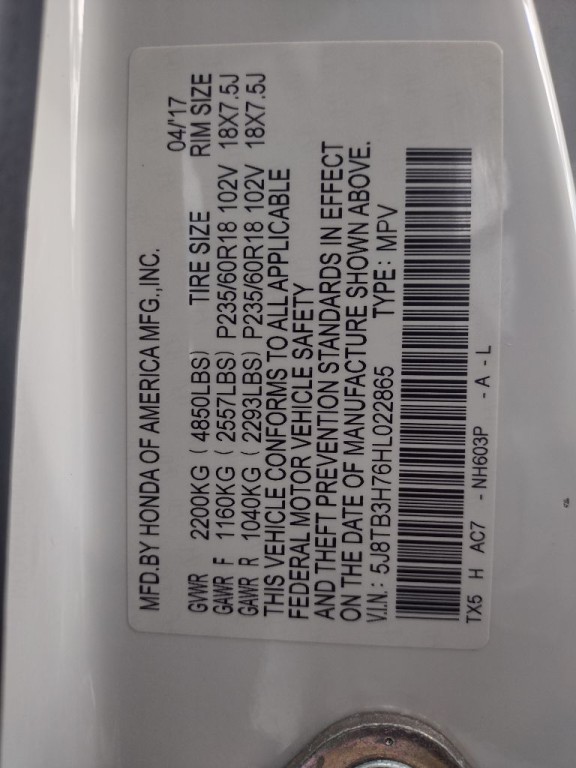 MFD.BY HONDA OF AMERICA MFG.,INC. 04/'17
GVWR 2200KG ( 4850LBS) TIRE SIZE RIM SIZE
GAWR F 1160KG ( 2557LBS) P235/60R18 102V 18X7.5J
GAWR R 1040KG ( 2293LBS) P235/60R18 102V 18X7.5J
THIS VEHICLE CONFORMS TO ALL APPLICABLE
FEDERAL MOTOR VEHICLE SAFETY
AND THEFT PREVENTION STANDARDS IN EFFECT
ON THE DATE OF MANUFACTURE SHOWN ABOVE.
V.I.N.: 5J8TB3H76HL022865 TYPE: MPV
TX5 H AC7 -NH603P -A-L